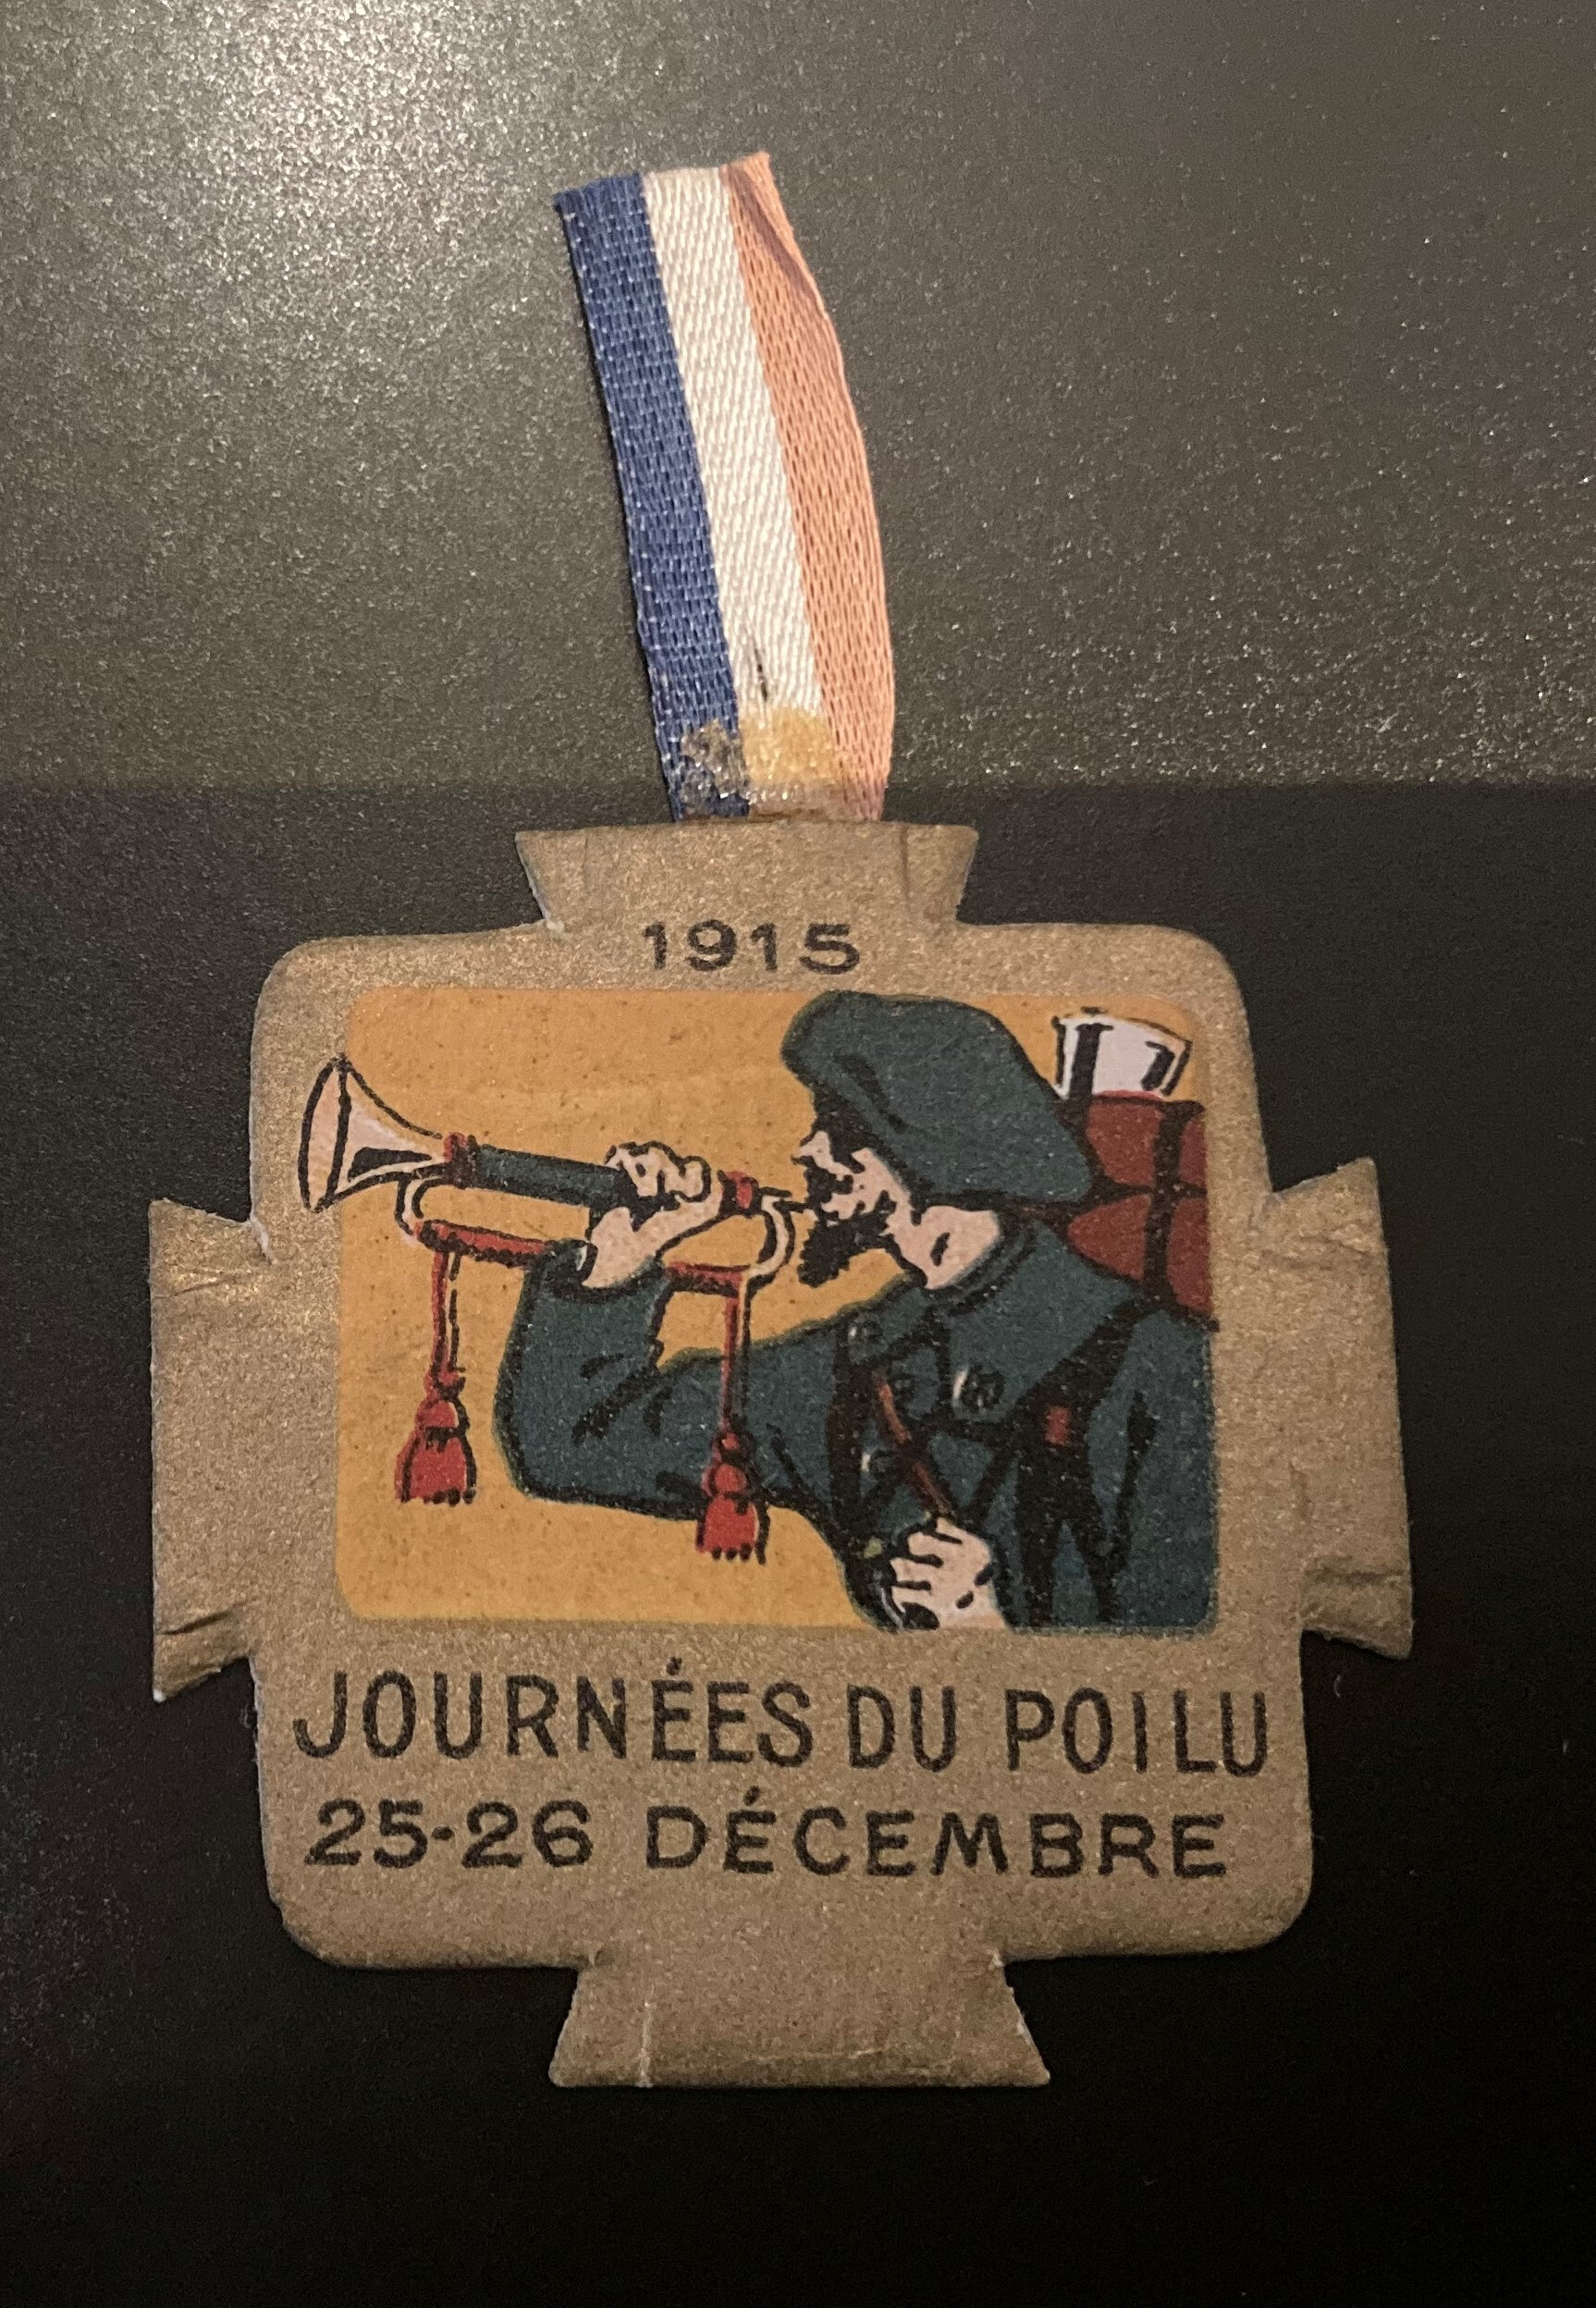 1915
JOURNÉES DU POILU
25-26 DÉCEMBRE